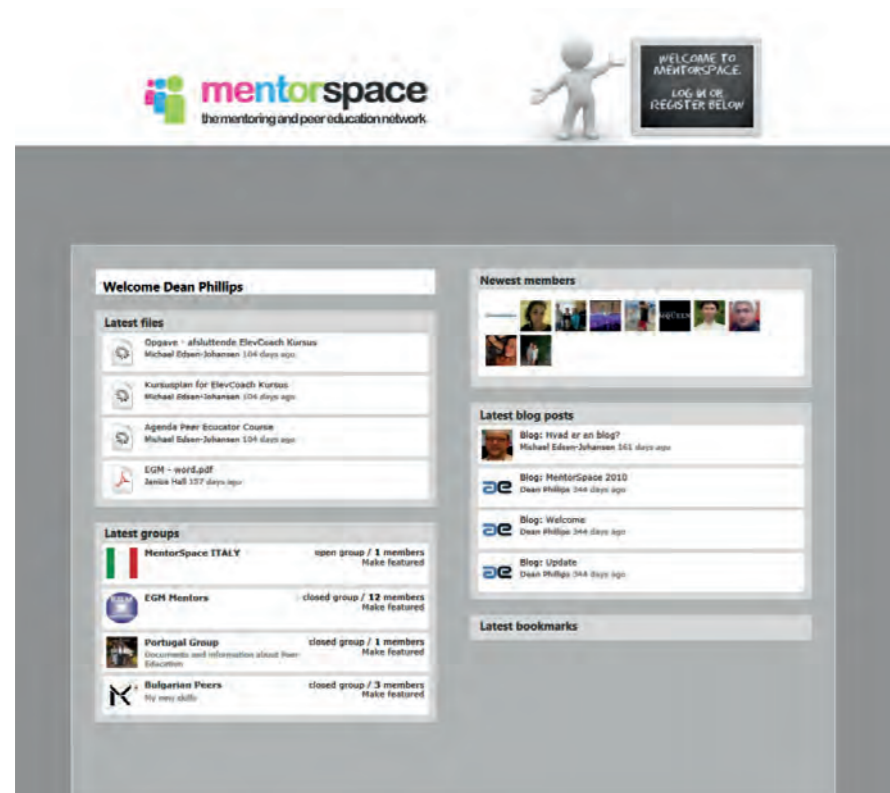 mentorspace
the mentoring and peer education network
WELCOME TO
MENTORSPACE
LOG IN OR
REGISTER BELOW
Welcome Dean Phillips
Latest files
Opgave - afsluttende ElevCoach Kursus
Michael Edsen-Johansen 104 days ago
Kursusplan for ElevCoach Kursus
Michael Edsen-Johansen 104 days ago
Agenda Peer Educator Course
Michael Edsen-Johansen 104 days ago
EGM - word.pdf
Janice Hall 157 days ago
Latest groups
MentorSpace ITALY
open group / 1 members
Make featured
EGM Mentors
closed group / 12 members
Make featured
Portugal Group
Documents and information about Peer
Education
closed group / 1 members
Make featured
Bulgarian Peers
My new skills
closed group / 3 members
Make featured
Newest members
Latest blog posts
Blog: Hvad er en blog?
Michael Edsen-Johansen 161 days ago
Blog: MentorSpace 2010
Dean Phillips 344 days ago
Blog: Welcome
Dean Phillips 344 days ago
Blog: Update
Dean Phillips 344 days ago
Latest bookmarks